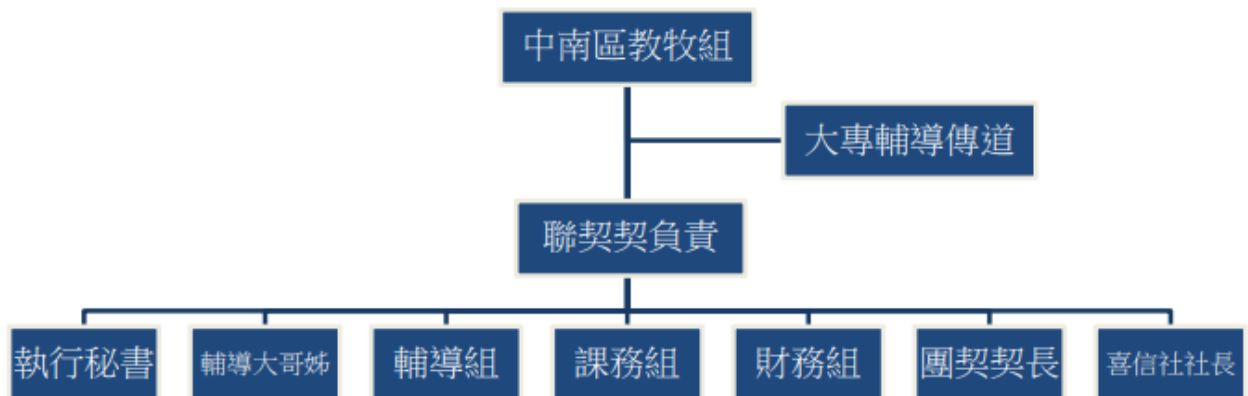 中南區教牧組
大專輔導傳道
聯契契負責
執行秘書
輔導大哥姊
輔導組
課務組
財務組
團契契長
喜信社社長